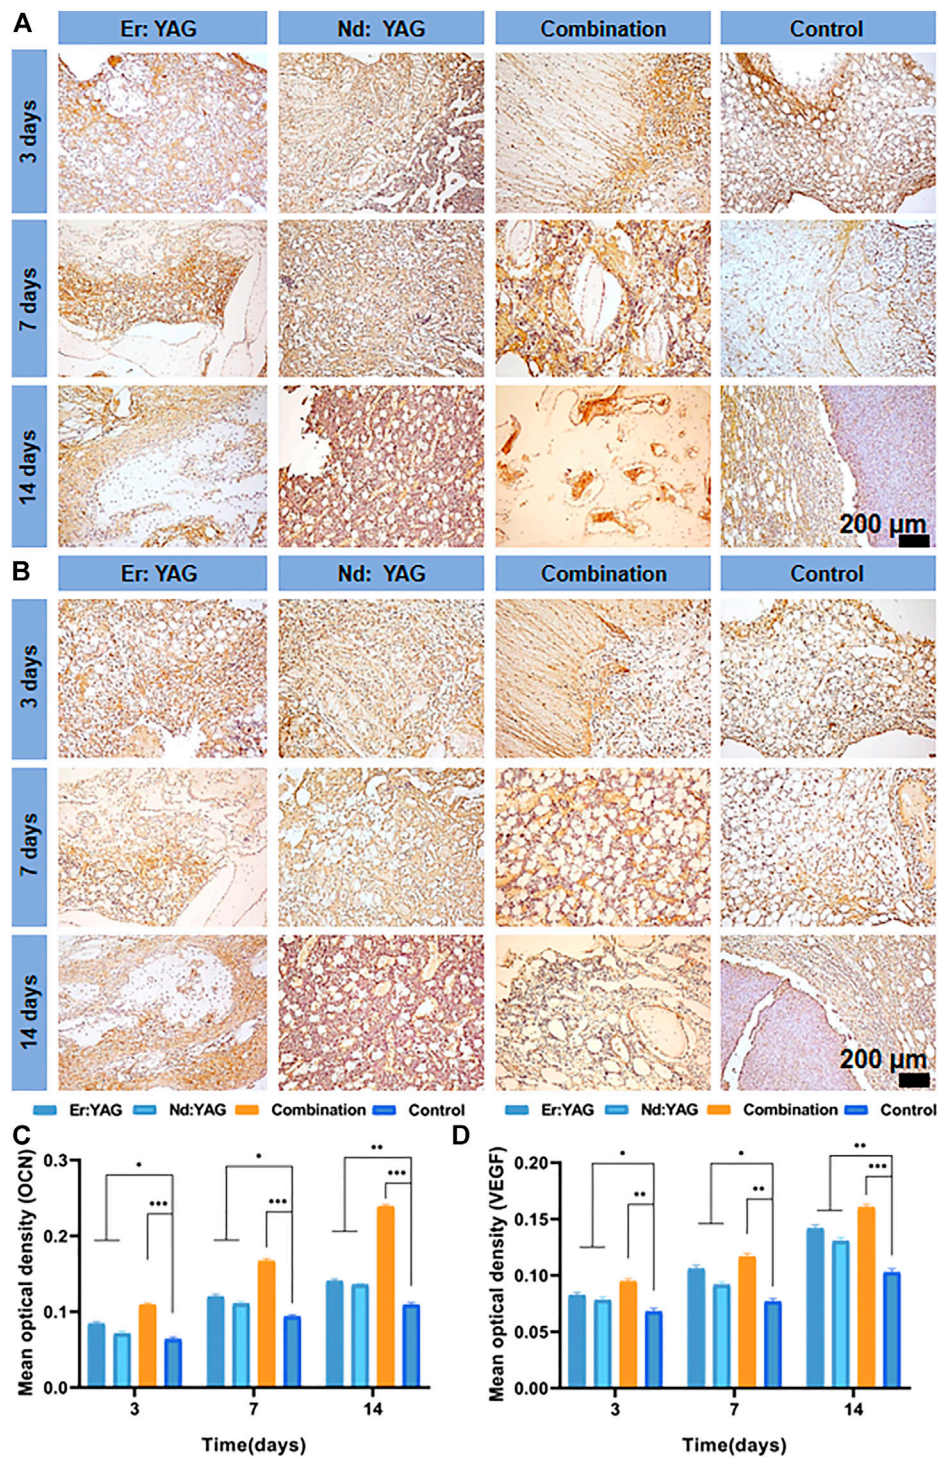 A
Er: YAG Nd: YAG Combination Control
3 days
7 days
14 days
200 μm
B
Er: YAG Nd: YAG Combination Control
3 days
7 days
14 days
200 μm
Er:YAG Nd:YAG Combination Control
C
Mean optical density (OCN)
0.3
0.2
0.1
0.0
* *** * *** ** ***
3 7 14
Time(days)
Er:YAG Nd:YAG Combination Control
D
Mean optical density (VEGF)
0.20
0.15
0.10
0.05
0.00
* ** * ** ** ***
3 7 14
Time(days)